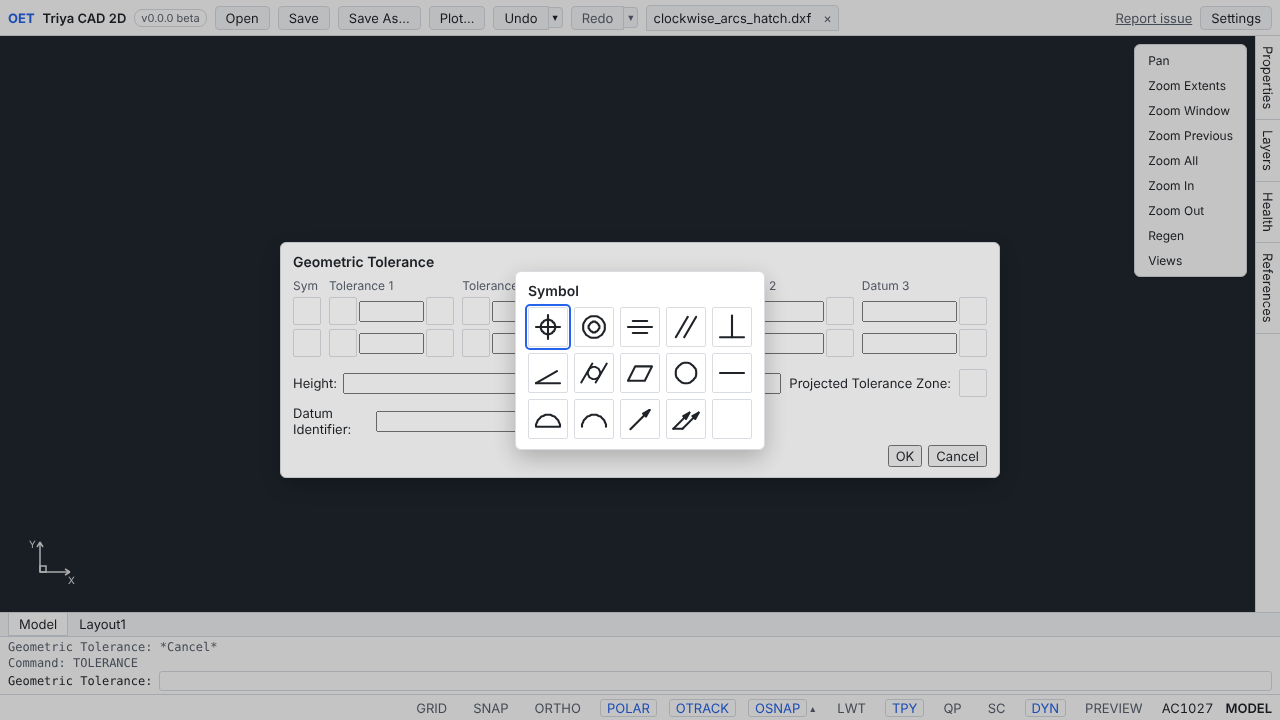 OET Triya CAD 2D v0.0.0 beta Open Save Save As... Plot... Undo ▾ Redo ▾ clockwise_arcs_hatch.dxf × Report issue Settings
Pan
Zoom Extents
Zoom Window
Zoom Previous
Zoom All
Zoom In
Zoom Out
Regen
Views
Properties
Layers
Health
References
Geometric Tolerance
Sym Tolerance 1 Tolerance 2 Datum 3
Symbol
Height: Projected Tolerance Zone:
Datum
Identifier:
OK Cancel
Y
X
Model Layout1
Geometric Tolerance: *Cancel*
Command: TOLERANCE
Geometric Tolerance:
GRID SNAP ORTHO POLAR OTRACK OSNAP ▴ LWT TPY QP SC DYN PREVIEW AC1027 MODEL